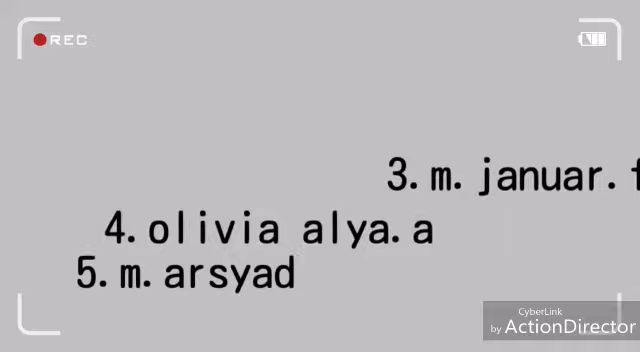 REC
3.m.januar.f
4.olivia alya.a
5.m.arsyad
CyberLink
by ActionDirector